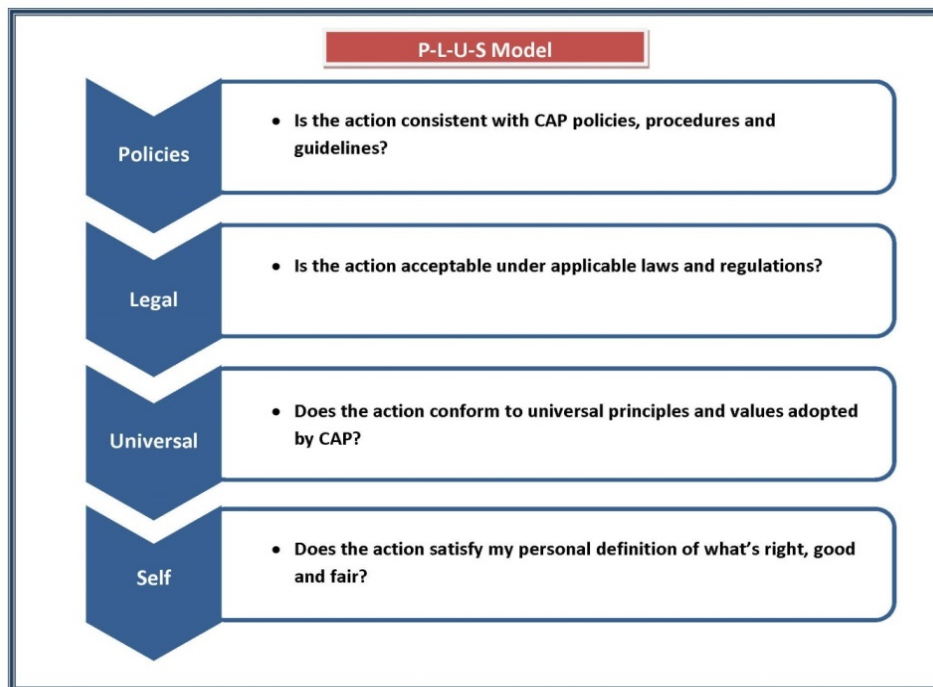 P-L-U-S Model
Policies
• Is the action consistent with CAP policies, procedures and
guidelines?
Legal
• Is the action acceptable under applicable laws and regulations?
Universal
• Does the action conform to universal principles and values adopted
by CAP?
Self
• Does the action satisfy my personal definition of what's right, good
and fair?